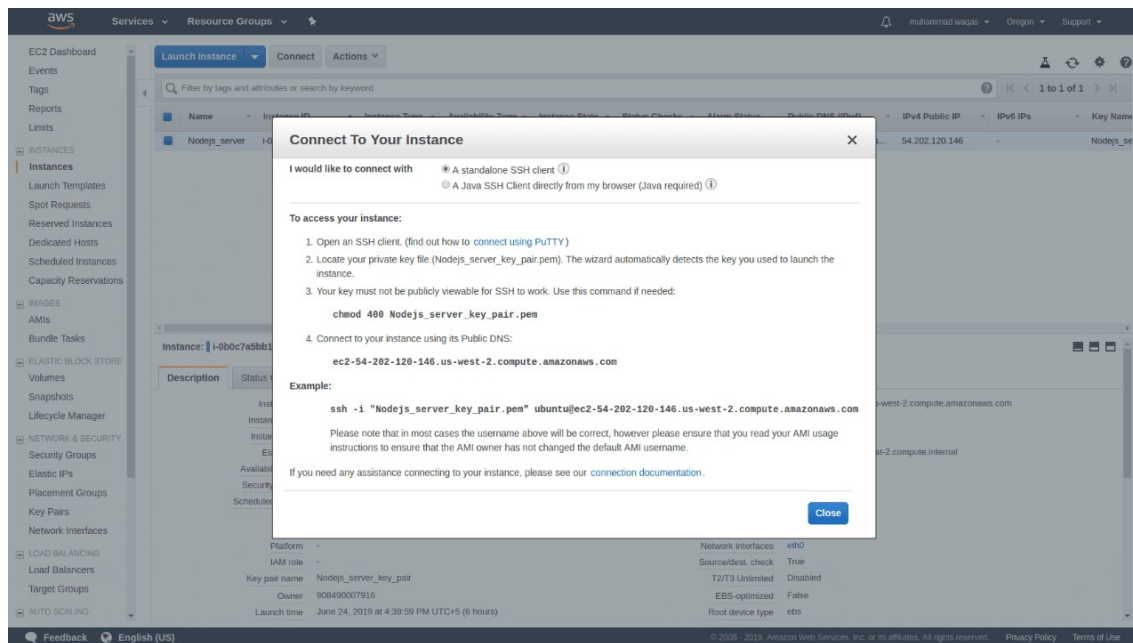 aws
Services
Resource Groups
muhammad waqas
Oregon
Support
EC2 Dashboard
Events
Tags
Reports
Limits
INSTANCES
Instances
Launch Templates
Spot Requests
Reserved Instances
Dedicated Hosts
Scheduled Instances
Capacity Reservations
IMAGES
AMIs
Bundle Tasks
ELASTIC BLOCK STORE
Volumes
Snapshots
Lifecycle Manager
NETWORK & SECURITY
Security Groups
Elastic IPs
Placement Groups
Key Pairs
Network Interfaces
LOAD BALANCING
Load Balancers
Target Groups
AUTO SCALING
Launch Instance
Connect
Actions
Filter by tags and attributes or search by keyword
1 to 1 of 1
Name
IPv4 Public IP
IPv6 IPs
Key Name
Nodejs_server
54.202.120.146
-
Nodejs_se
Connect To Your Instance
I would like to connect with
A standalone SSH client
A Java SSH Client directly from my browser (Java required)
To access your instance:
1. Open an SSH client. (find out how to connect using PuTTY)
2. Locate your private key file (Nodejs_server_key_pair.pem). The wizard automatically detects the key you used to launch the
instance.
3. Your key must not be publicly viewable for SSH to work. Use this command if needed:
chmod 400 Nodejs_server_key_pair.pem
4. Connect to your instance using its Public DNS:
ec2-54-202-120-146.us-west-2.compute.amazonaws.com
Example:
ssh -i "Nodejs_server_key_pair.pem" ubuntu@ec2-54-202-120-146.us-west-2.compute.amazonaws.com
Please note that in most cases the username above will be correct, however please ensure that you read your AMI usage
instructions to ensure that the AMI owner has not changed the default AMI username.
If you need any assistance connecting to your instance, please see our connection documentation.
Close
Instance: i-0b0c7a5bb1
Description
Status
s-west-2.compute.amazonaws.com
st-2.compute.internal
Platform -
Network interfaces eth0
IAM role -
Source/dest. check True
Key pair name Nodejs_server_key_pair
T2/T3 Unlimited Disabled
Owner 908490007916
EBS-optimized False
Launch time June 24, 2019 at 4:39:59 PM UTC+5 (6 hours)
Root device type ebs
Feedback
English (US)
© 2008 - 2019, Amazon Web Services, Inc. or its affiliates. All rights reserved.
Privacy Policy
Terms of Use